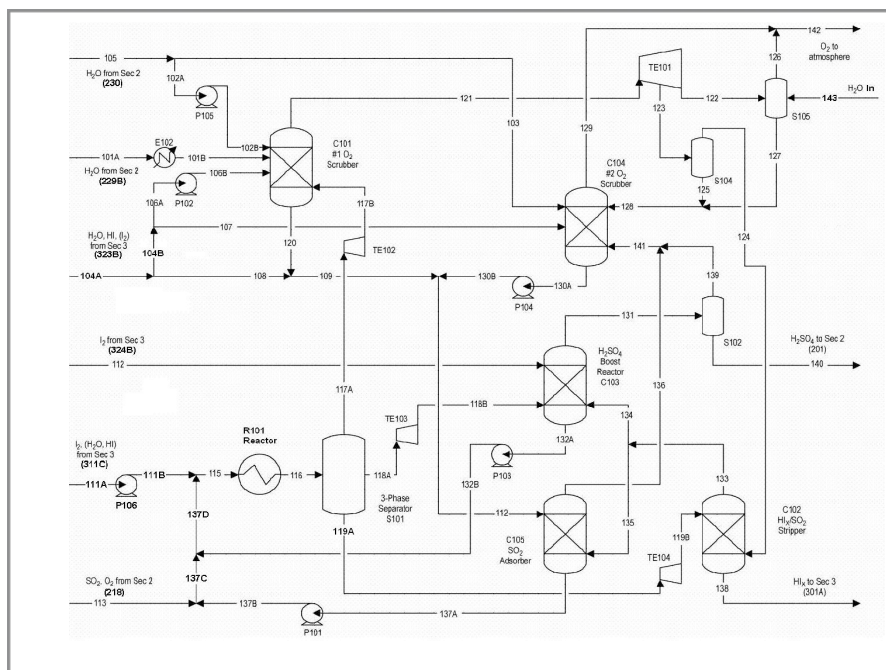 105
H₂O from Sec 2
(230)
102A
P105
E102
101A
101B
102B
H₂O from Sec 2
(229B)
106B
P102
106A
C101
#1 O₂
Scrubber
117B
107
120
TE102
H₂O, HI, (I₂)
from Sec 3
(323B)
104B
104A
108
109
121
103
129
TE101
123
122
142
O₂ to
atmosphere
126
H₂O In
143
S105
127
S104
125
124
128
C104
#2 O₂
Scrubber
141
130B
130A
P104
139
131
S102
H₂SO₄ to Sec 2
(201)
140
I₂ from Sec 3
(324B)
112
H₂SO₄
Boost
Reactor
C103
117A
136
TE103
118B
134
132A
P103
132B
I₂, (H₂O, HI)
from Sec 3
(311C)
111A
111B
P106
115
R101
Reactor
116
118A
3-Phase
Separator
S101
119A
137D
137C
112
135
133
C105
SO₂
Adsorber
119B
TE104
C102
HIₓ/SO₂
Stripper
138
HIₓ to Sec 3
(301A)
SO₂, O₂ from Sec 2
(218)
113
137B
P101
137A